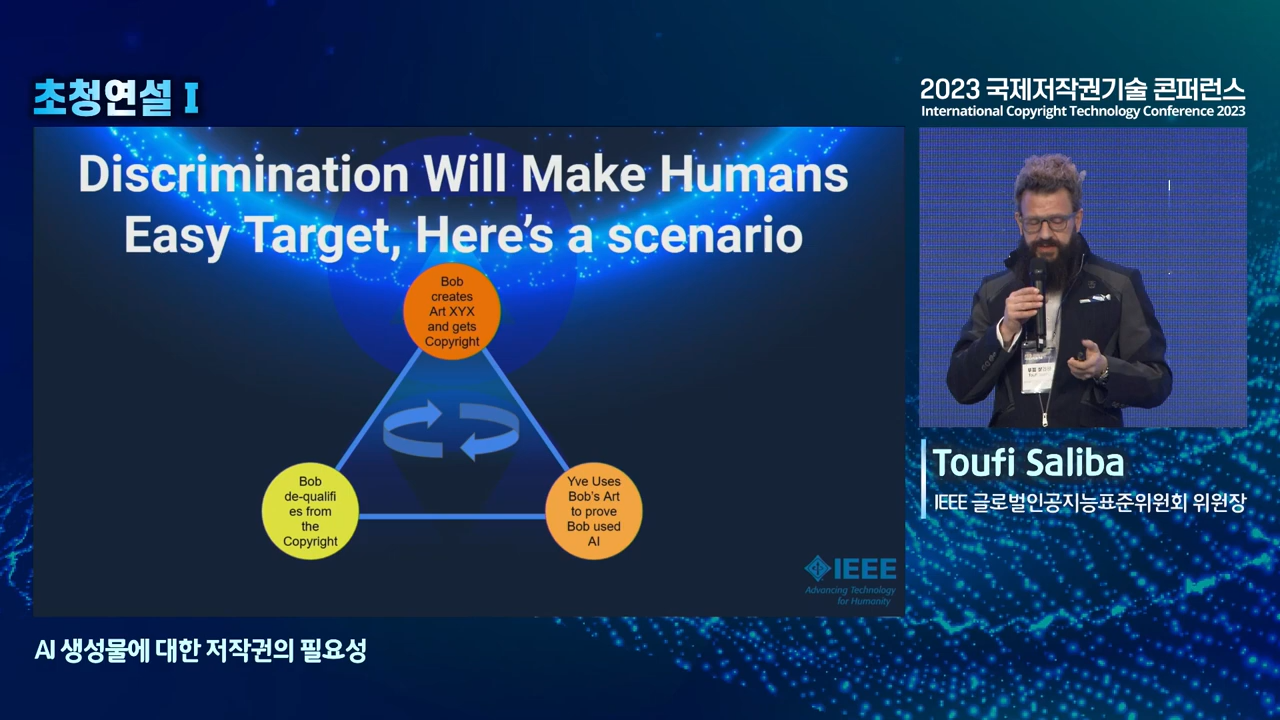 초청연설 I
2023 국제저작권기술 콘퍼런스
International Copyright Technology Conference 2023
Discrimination Will Make Humans
Easy Target, Here's a scenario
Bob
creates
Art XYX
and gets
Copyright
Bob
de-qualifi
es from
the
Copyright
Yve Uses
Bob's Art
to prove
Bob used
AI
IEEE
Advancing Technology
for Humanity
Toufi Saliba
IEEE 글로벌인공지능표준위원회 위원장
AI 생성물에 대한 저작권의 필요성